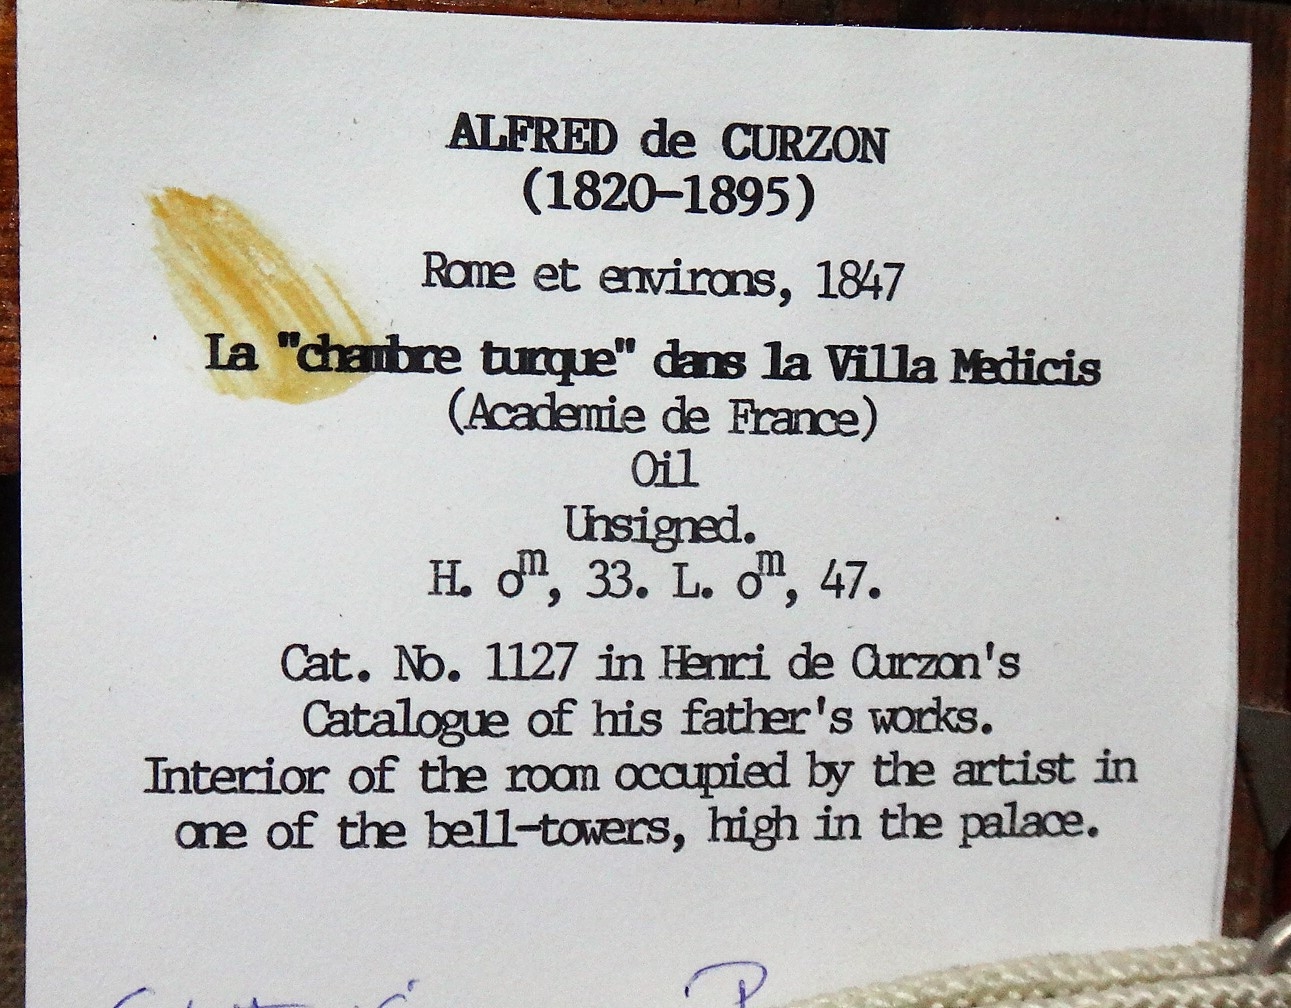 ALFRED de CURZON
(1820-1895)
Rome et environs, 1847
La "chambre turque" dans la Villa Medicis
(Academie de France)
Oil
Unsigned.
H. 0ᵐ, 33. L. 0ᵐ, 47.
Cat. No. 1127 in Henri de Curzon's
Catalogue of his father's works.
Interior of the room occupied by the artist in
one of the bell-towers, high in the palace.